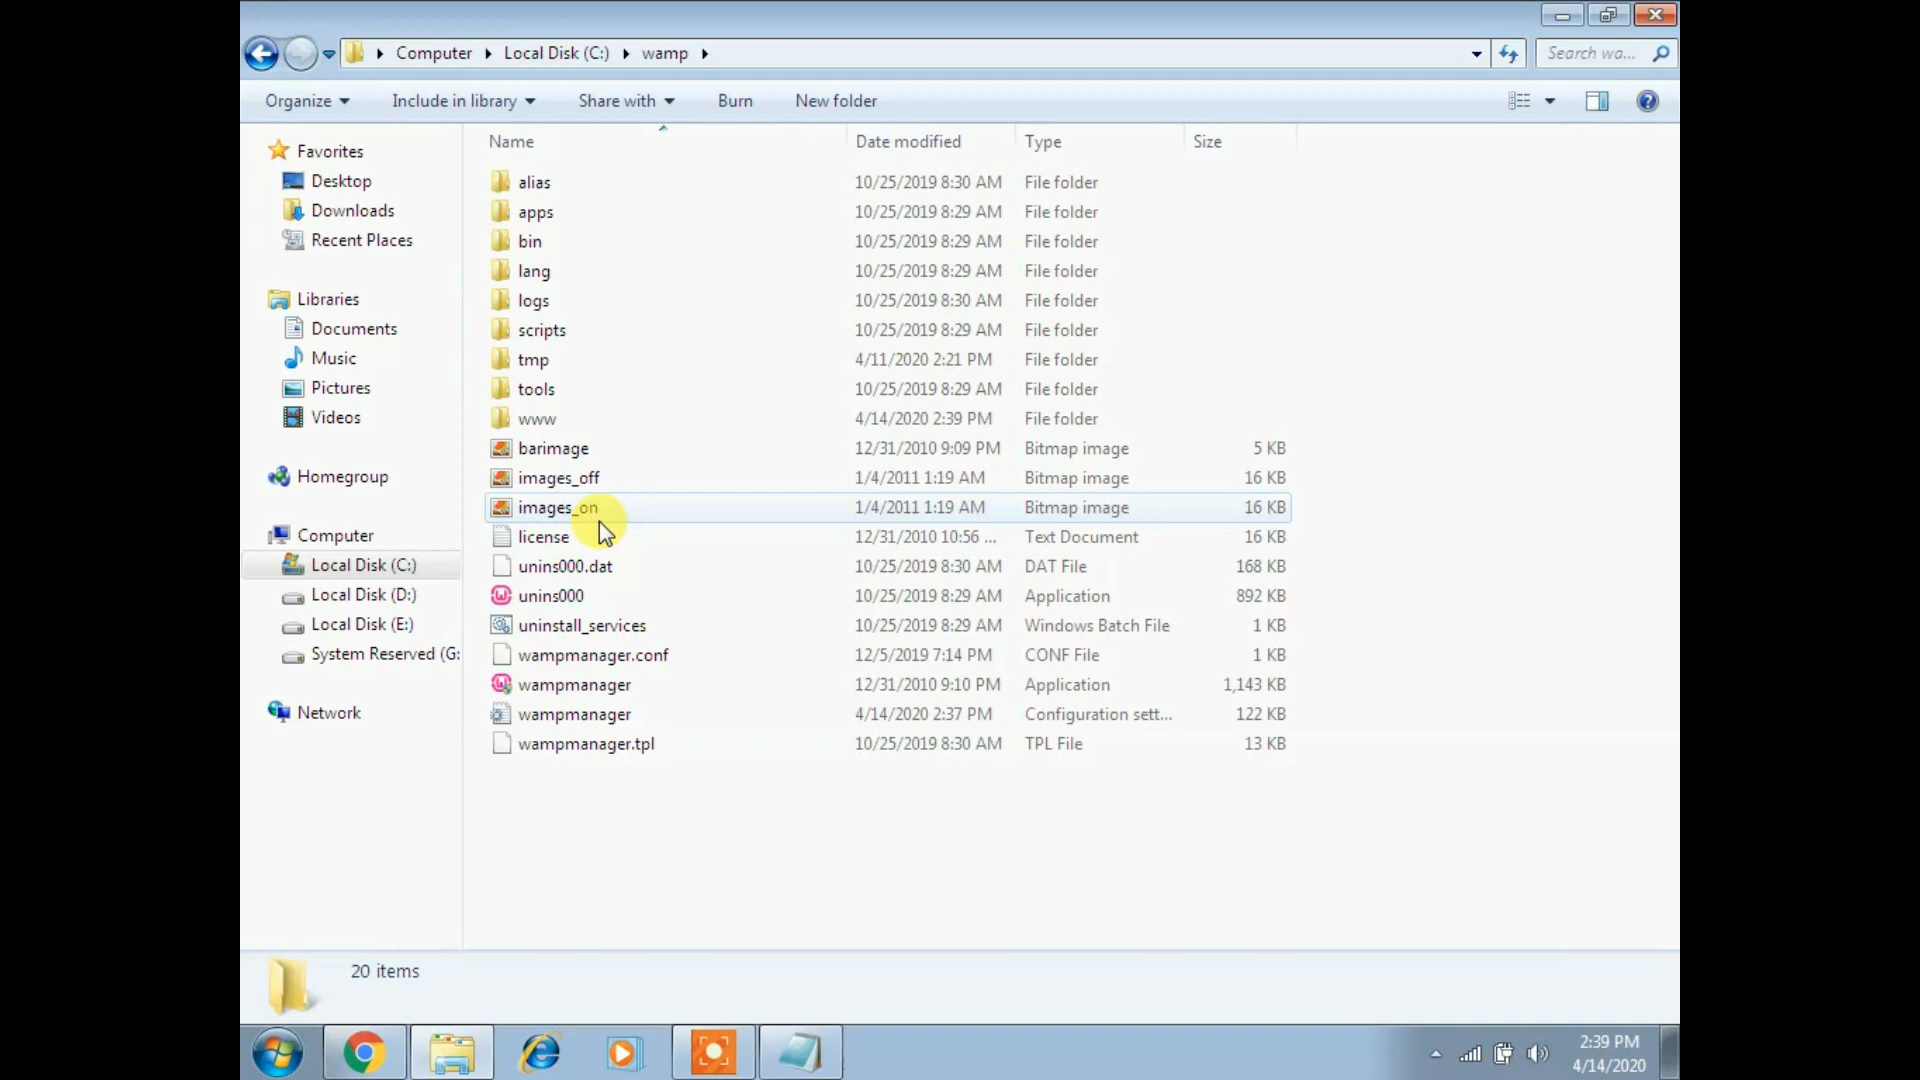 Computer Local Disk (C:) wamp
Search wa...
Organize Include in library Share with Burn New folder
Name Date modified Type Size
Favorites
Desktop
Downloads
Recent Places
Libraries
Documents
Music
Pictures
Videos
Homegroup
Computer
Local Disk (C:)
Local Disk (D:)
Local Disk (E:)
System Reserved (G:
Network
alias 10/25/2019 8:30 AM File folder
apps 10/25/2019 8:29 AM File folder
bin 10/25/2019 8:29 AM File folder
lang 10/25/2019 8:29 AM File folder
logs 10/25/2019 8:30 AM File folder
scripts 10/25/2019 8:29 AM File folder
tmp 4/11/2020 2:21 PM File folder
tools 10/25/2019 8:29 AM File folder
www 4/14/2020 2:39 PM File folder
barimage 12/31/2010 9:09 PM Bitmap image 5 KB
images_off 1/4/2011 1:19 AM Bitmap image 16 KB
images_on 1/4/2011 1:19 AM Bitmap image 16 KB
license 12/31/2010 10:56 ... Text Document 16 KB
unins000.dat 10/25/2019 8:30 AM DAT File 168 KB
unins000 10/25/2019 8:29 AM Application 892 KB
uninstall_services 10/25/2019 8:29 AM Windows Batch File 1 KB
wampmanager.conf 12/5/2019 7:14 PM CONF File 1 KB
wampmanager 12/31/2010 9:10 PM Application 1,143 KB
wampmanager 4/14/2020 2:37 PM Configuration sett... 122 KB
wampmanager.tpl 10/25/2019 8:30 AM TPL File 13 KB
20 items
2:39 PM
4/14/2020